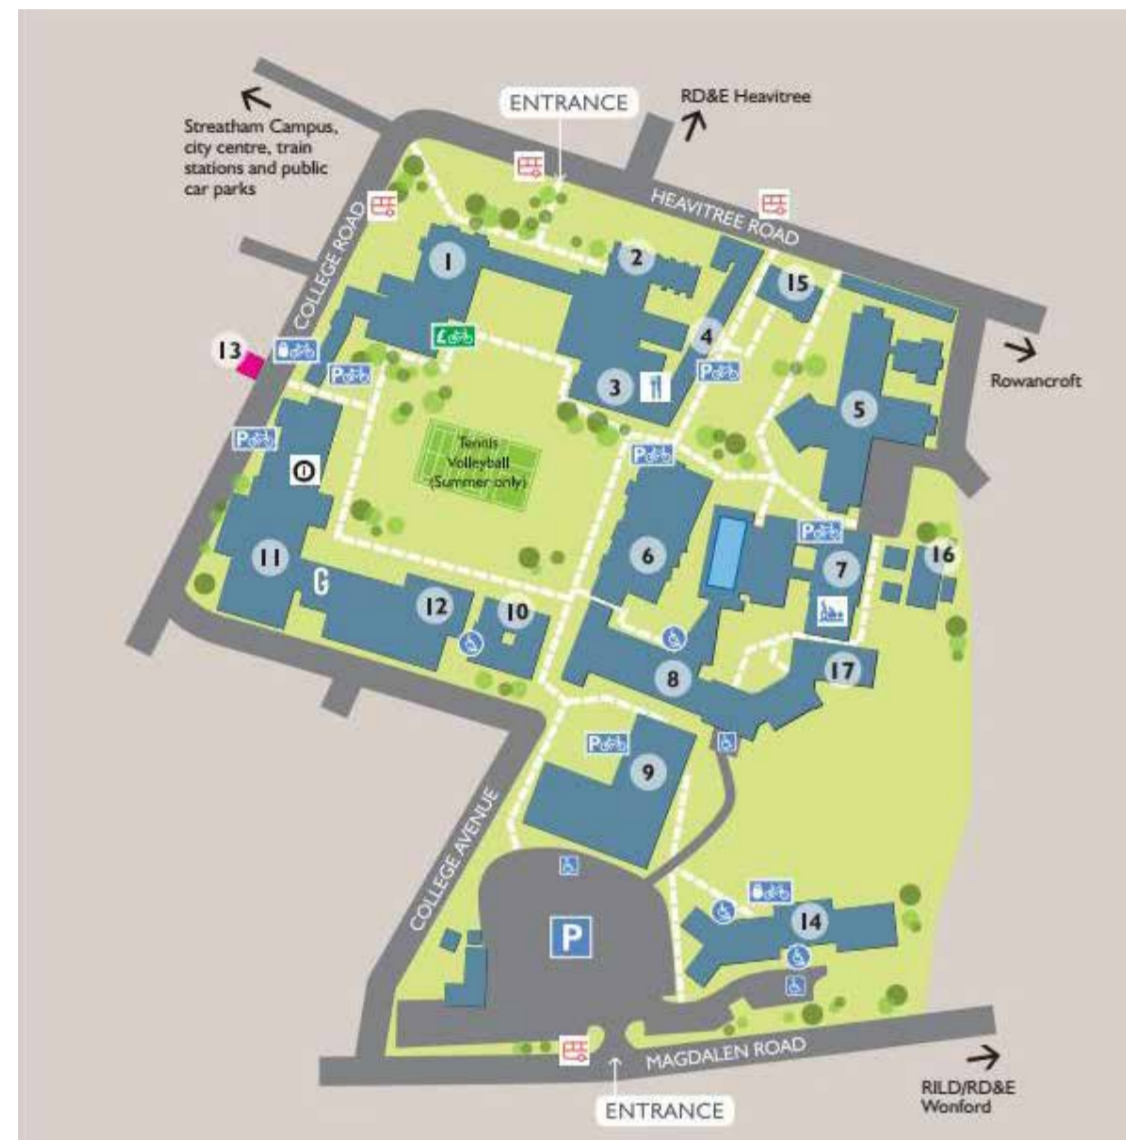 ENTRANCE
RD&E Heavitree
Streatham Campus,
city centre, train
stations and public
car parks
HEAVITREE ROAD
COLLEGE ROAD
1
2
15
4
13
P
3
P
Rowancroft
5
P
Tennis
Volleyball
(Summer only)
P
i
P
6
7
16
11
G
12
10
8
17
P
9
COLLEGE AVENUE
14
P
MAGDALEN ROAD
RILD/RD&E
Wonford
ENTRANCE